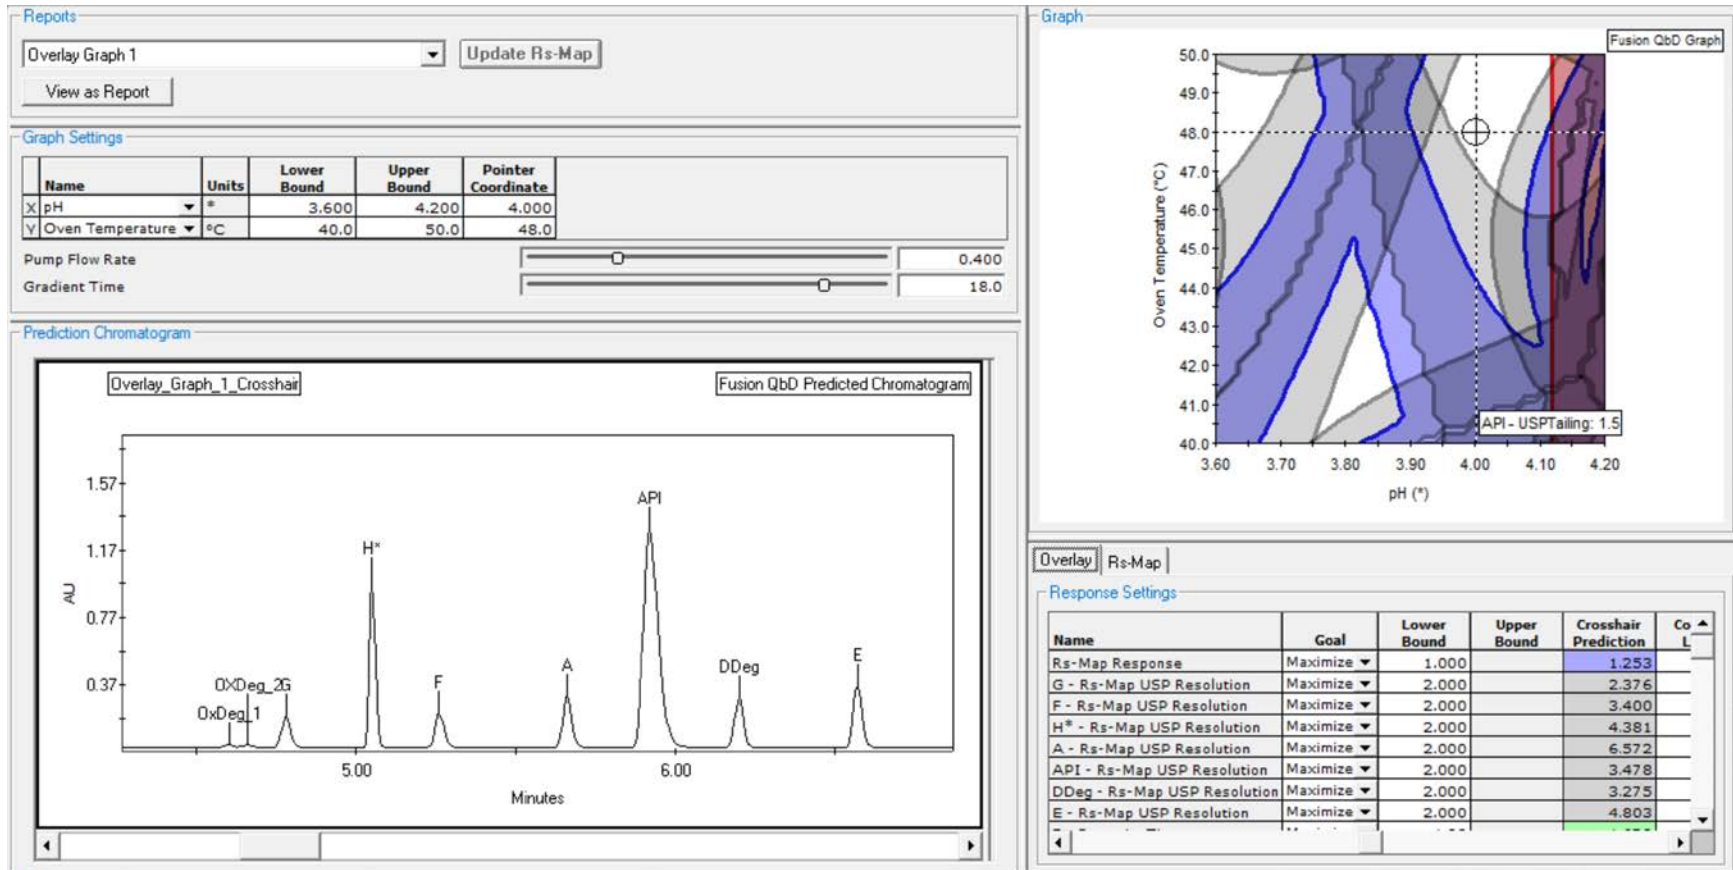 Reports
Overlay Graph 1
Update Rs-Map
View as Report
Graph Settings
Name Units Lower Bound Upper Bound Pointer Coordinate
X pH * 3.600 4.200 4.000
Y Oven Temperature °C 40.0 50.0 48.0
Pump Flow Rate 0.400
Gradient Time 18.0
Prediction Chromatogram
Overlay_Graph_1_Crosshair
Fusion QbD Predicted Chromatogram
AU
1.57
1.17
0.77
0.37
OxDeg_1
OXDeg_2G
H*
F
A
API
DDeg
E
5.00 6.00
Minutes
Graph
Fusion QbD Graph
Oven Temperature (°C)
50.0
49.0
48.0
47.0
46.0
45.0
44.0
43.0
42.0
41.0
40.0
API - USPTailing: 1.5
3.60 3.70 3.80 3.90 4.00 4.10 4.20
pH (*)
Overlay Rs-Map
Response Settings
Name Goal Lower Bound Upper Bound Crosshair Prediction
Rs-Map Response Maximize 1.000 1.253
G - Rs-Map USP Resolution Maximize 2.000 2.376
F - Rs-Map USP Resolution Maximize 2.000 3.400
H* - Rs-Map USP Resolution Maximize 2.000 4.381
A - Rs-Map USP Resolution Maximize 2.000 6.572
API - Rs-Map USP Resolution Maximize 2.000 3.478
DDeg - Rs-Map USP Resolution Maximize 2.000 3.275
E - Rs-Map USP Resolution Maximize 2.000 4.803